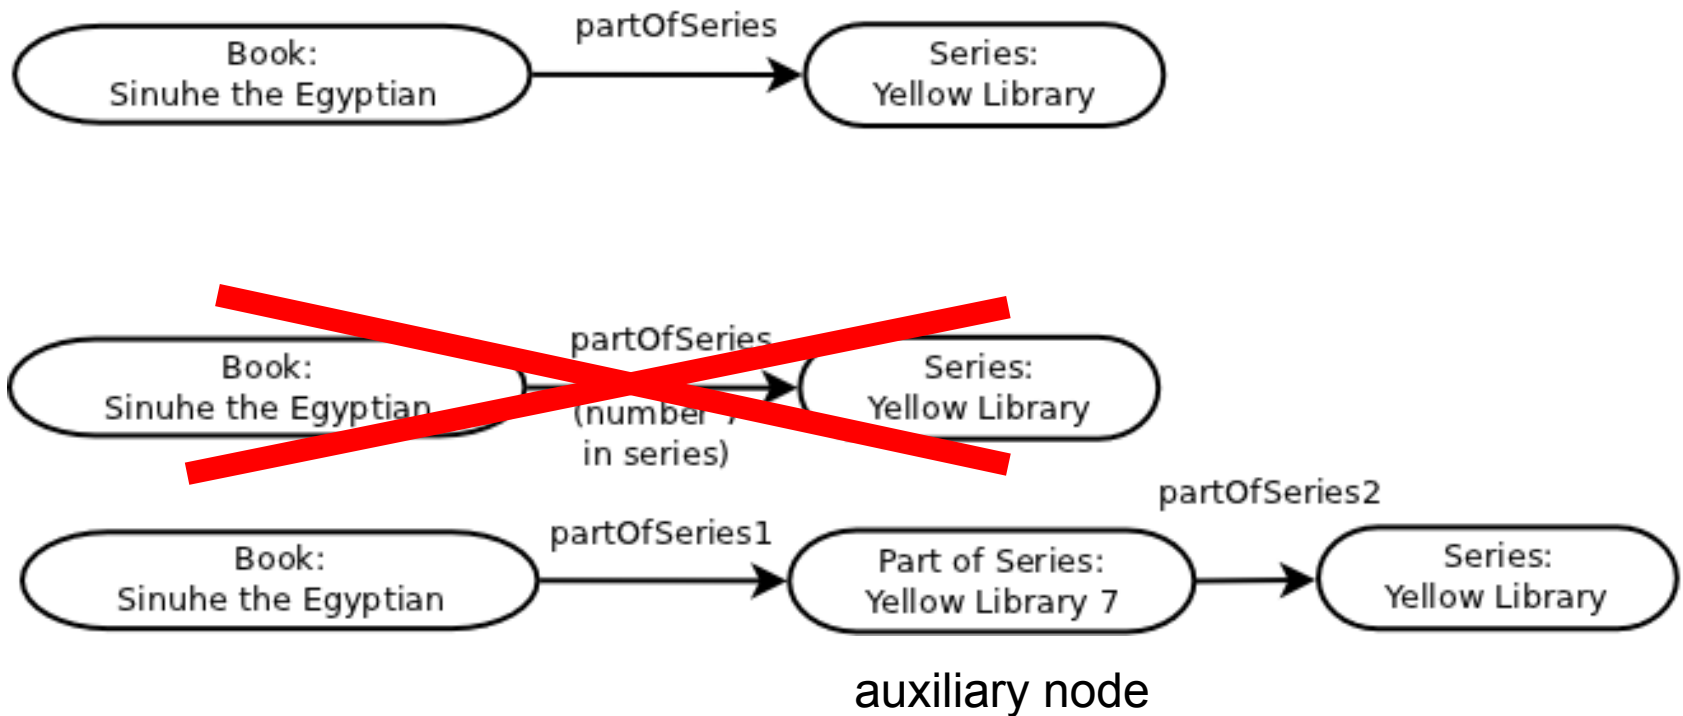 partOfSeries
Book:
Sinuhe the Egyptian
Series:
Yellow Library
partOfSeries
Book:
Sinuhe the Egyptian
(number
in series)
Series:
Yellow Library
partOfSeries2
partOfSeries1
Book:
Sinuhe the Egyptian
Part of Series:
Yellow Library 7
Series:
Yellow Library
auxiliary node